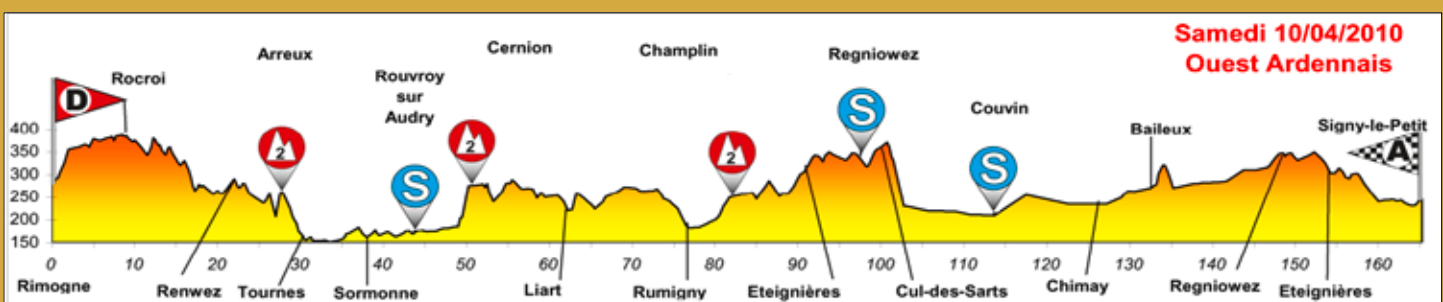 Samedi 10/04/2010
Ouest Ardennais
Arreux
Cernion
Champlin
Regniowez
Rocroi
Rouvroy
sur
Audry
Couvin
Baileux
Signy-le-Petit
D
2
S
2
2
S
S
A
400
350
300
250
200
150
0 10 20 30 40 50 60 70 80 90 100 110 120 130 140 150 160
Rimogne
Renwez
Tournes
Sormonne
Liart
Rumigny
Eteignières
Cul-des-Sarts
Chimay
Regniowez
Eteignières